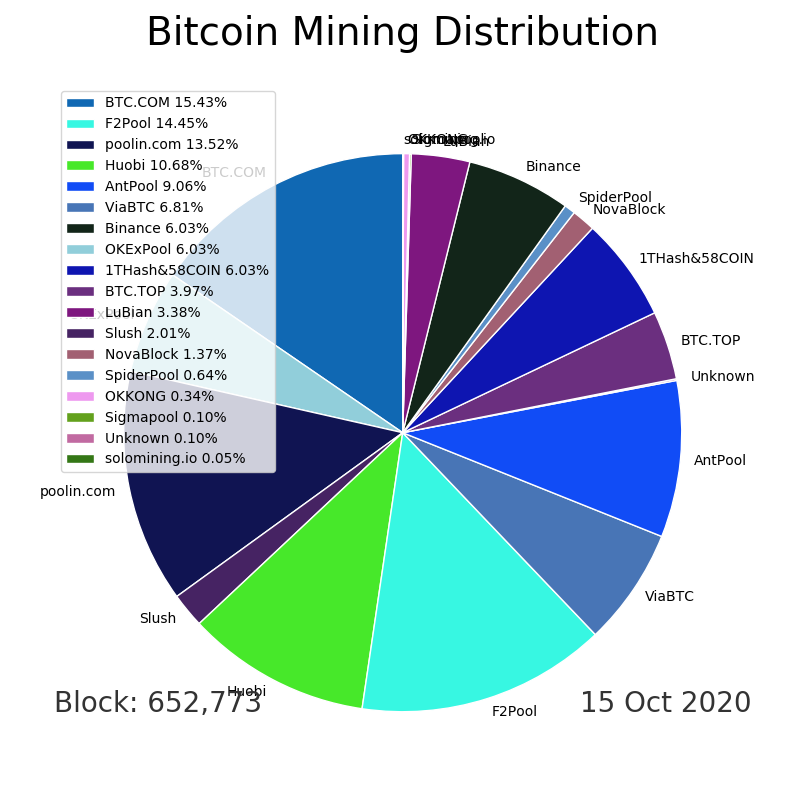 Bitcoin Mining Distribution
BTC.COM 15.43%
F2Pool 14.45%
poolin.com 13.52%
Huobi 10.68%
AntPool 9.06%
ViaBTC 6.81%
Binance 6.03%
OKExPool 6.03%
1THash&58COIN 6.03%
BTC.TOP 3.97%
LuBian 3.38%
Slush 2.01%
NovaBlock 1.37%
SpiderPool 0.64%
OKKONG 0.34%
Sigmapool 0.10%
Unknown 0.10%
solomining.io 0.05%
BTC.COM
Binance
SpiderPool
NovaBlock
1THash&58COIN
BTC.TOP
Unknown
AntPool
ViaBTC
F2Pool
Huobi
Slush
poolin.com
Block: 652,773
15 Oct 2020